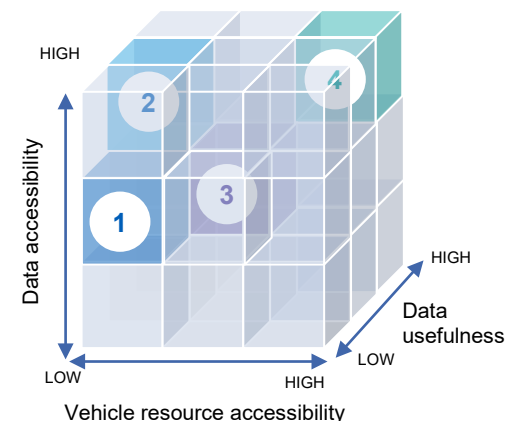 HIGH
2
4
Data accessibility
3
1
HIGH
Data
usefulness
LOW
LOW
HIGH
Vehicle resource accessibility